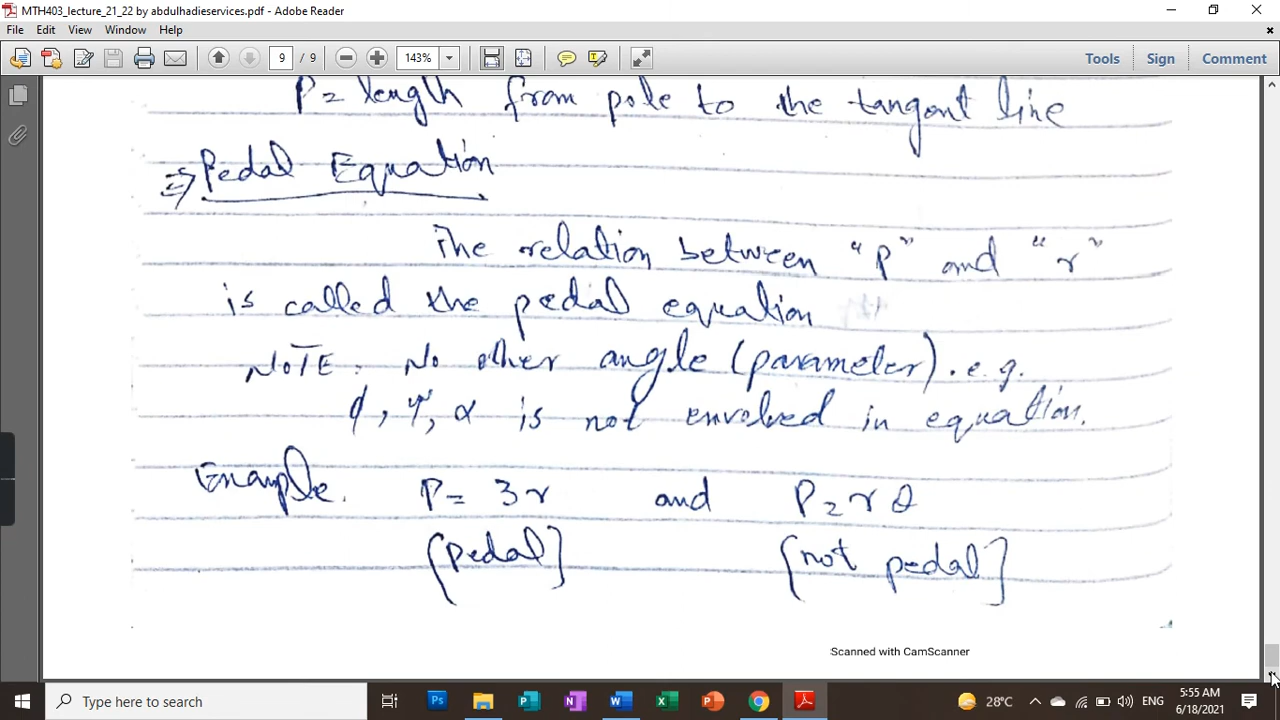 MTH403_lecture_21_22 by abdulhadieservices.pdf - Adobe Reader
File Edit View Window Help
9 / 9 143% Tools Sign Comment
P = length from pole to the tangent line
⇒ Pedal Equation
The relation between "P" and "r"
is called the pedal equation
NOTE. No other angle (parameter). e.g.
φ, ψ, α is not envolved in equation.
Example. P = 3r and P = rθ
[Pedal] [not pedal]
Scanned with CamScanner
Type here to search
28°C ENG 5:55 AM
6/18/2021